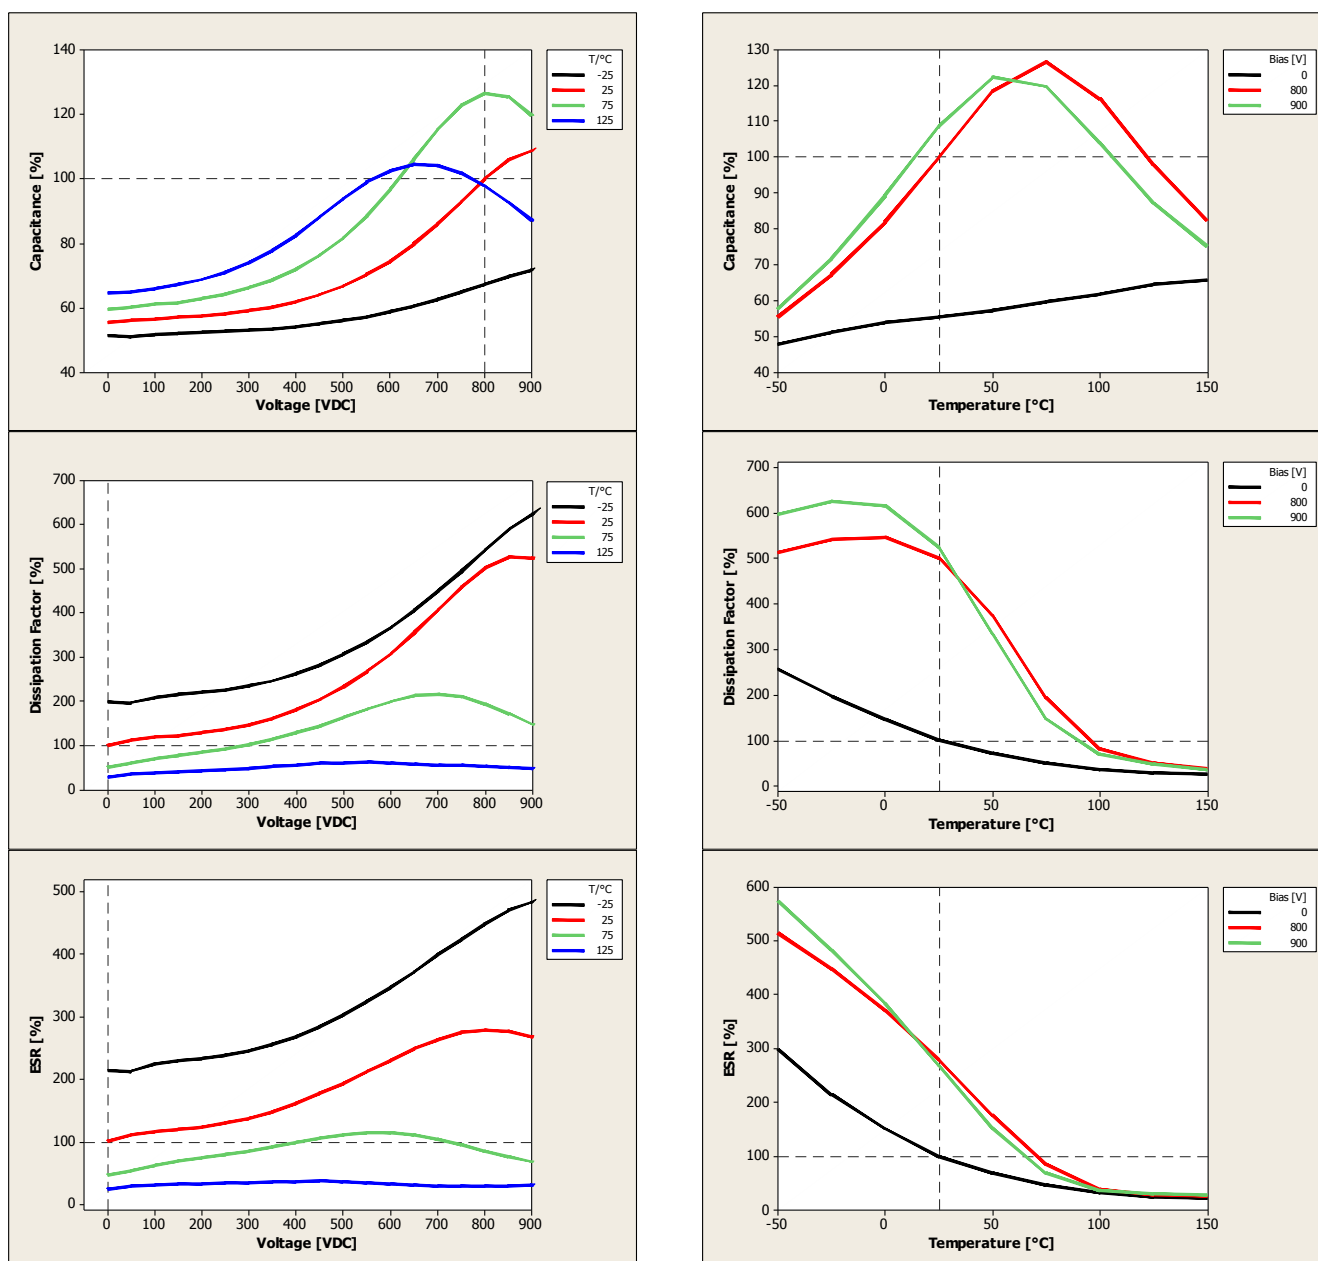 140
120
100
80
60
40
Capacitance [%]
0 100 200 300 400 500 600 700 800 900
Voltage [VDC]
T/°C
-25
25
75
125
130
120
110
100
90
80
70
60
50
40
Capacitance [%]
-50 0 50 100 150
Temperature [°C]
Bias [V]
0
800
900
700
600
500
400
300
200
100
0
Dissipation Factor [%]
0 100 200 300 400 500 600 700 800 900
Voltage [VDC]
T/°C
-25
25
75
125
700
600
500
400
300
200
100
0
Dissipation Factor [%]
-50 0 50 100 150
Temperature [°C]
Bias [V]
0
800
900
500
400
300
200
100
0
ESR [%]
0 100 200 300 400 500 600 700 800 900
Voltage [VDC]
T/°C
-25
25
75
125
600
500
400
300
200
100
0
ESR [%]
-50 0 50 100 150
Temperature [°C]
Bias [V]
0
800
900